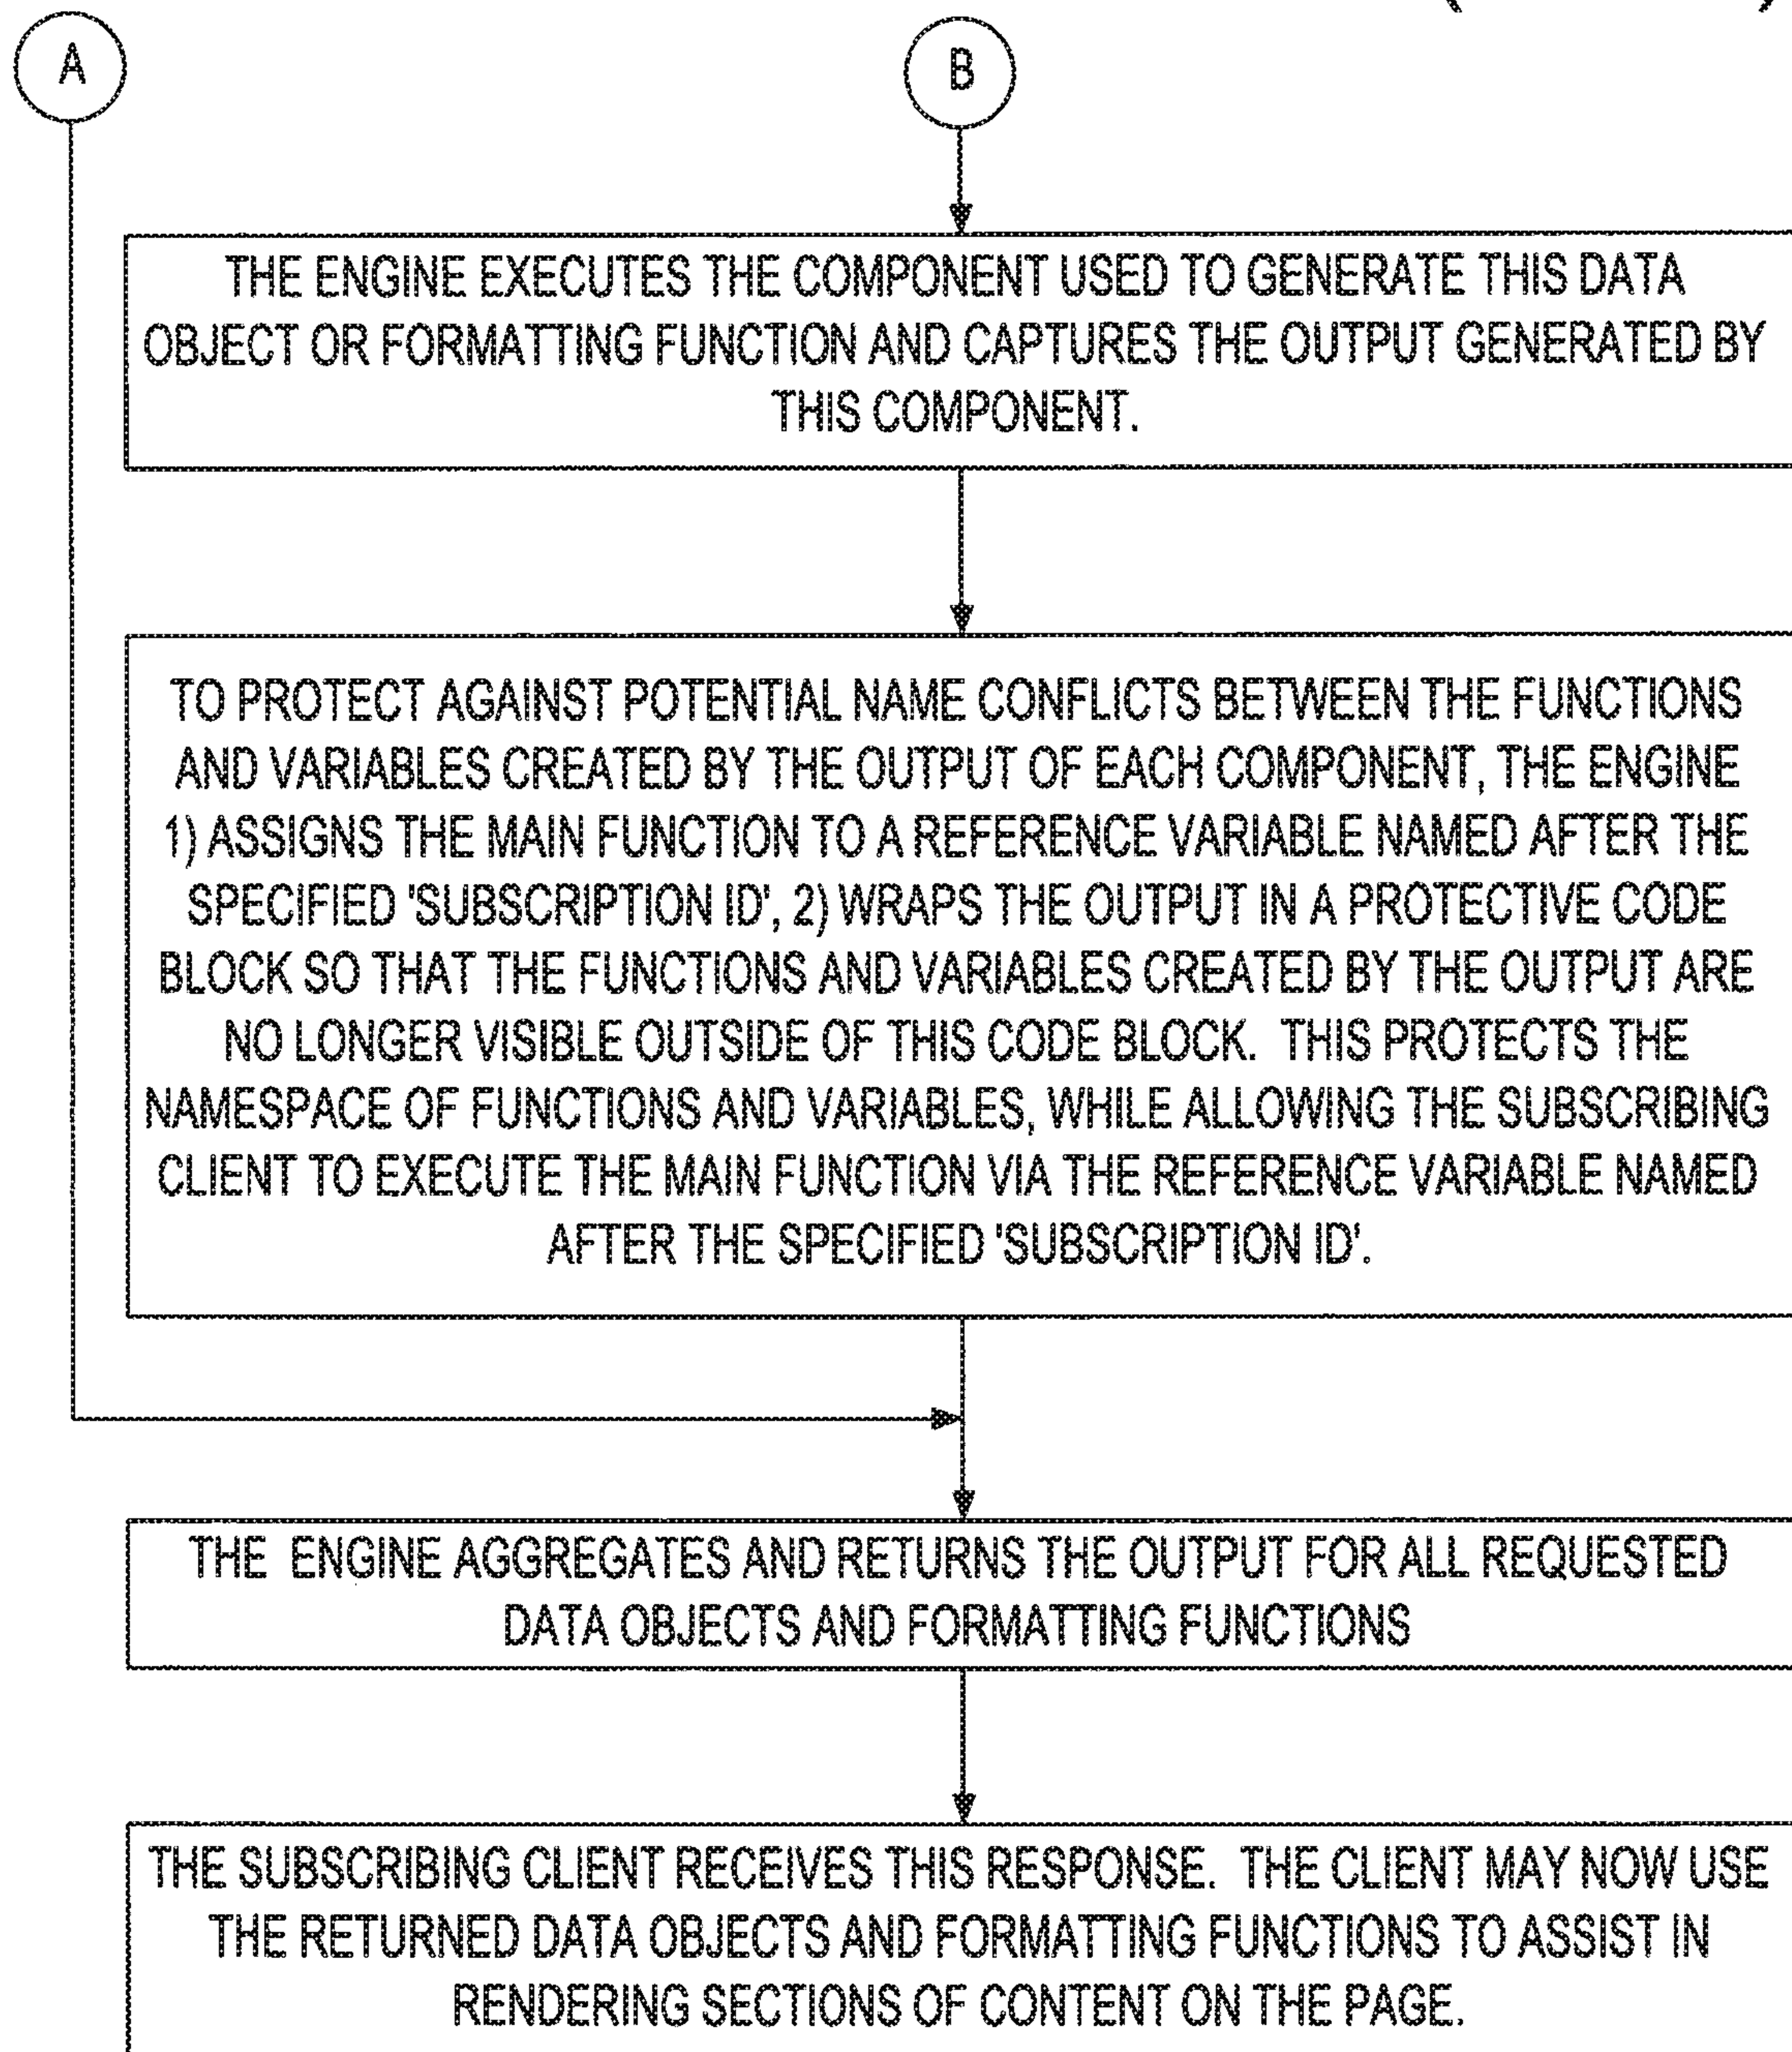 A
B
THE ENGINE EXECUTES THE COMPONENT USED TO GENERATE THIS DATA
OBJECT OR FORMATTING FUNCTION AND CAPTURES THE OUTPUT GENERATED BY
THIS COMPONENT.
TO PROTECT AGAINST POTENTIAL NAME CONFLICTS BETWEEN THE FUNCTIONS
AND VARIABLES CREATED BY THE OUTPUT OF EACH COMPONENT, THE ENGINE
1) ASSIGNS THE MAIN FUNCTION TO A REFERENCE VARIABLE NAMED AFTER THE
SPECIFIED 'SUBSCRIPTION ID', 2) WRAPS THE OUTPUT IN A PROTECTIVE CODE
BLOCK SO THAT THE FUNCTIONS AND VARIABLES CREATED BY THE OUTPUT ARE
NO LONGER VISIBLE OUTSIDE OF THIS CODE BLOCK. THIS PROTECTS THE
NAMESPACE OF FUNCTIONS AND VARIABLES, WHILE ALLOWING THE SUBSCRIBING
CLIENT TO EXECUTE THE MAIN FUNCTION VIA THE REFERENCE VARIABLE NAMED
AFTER THE SPECIFIED 'SUBSCRIPTION ID'.
THE ENGINE AGGREGATES AND RETURNS THE OUTPUT FOR ALL REQUESTED
DATA OBJECTS AND FORMATTING FUNCTIONS
THE SUBSCRIBING CLIENT RECEIVES THIS RESPONSE. THE CLIENT MAY NOW USE
THE RETURNED DATA OBJECTS AND FORMATTING FUNCTIONS TO ASSIST IN
RENDERING SECTIONS OF CONTENT ON THE PAGE.